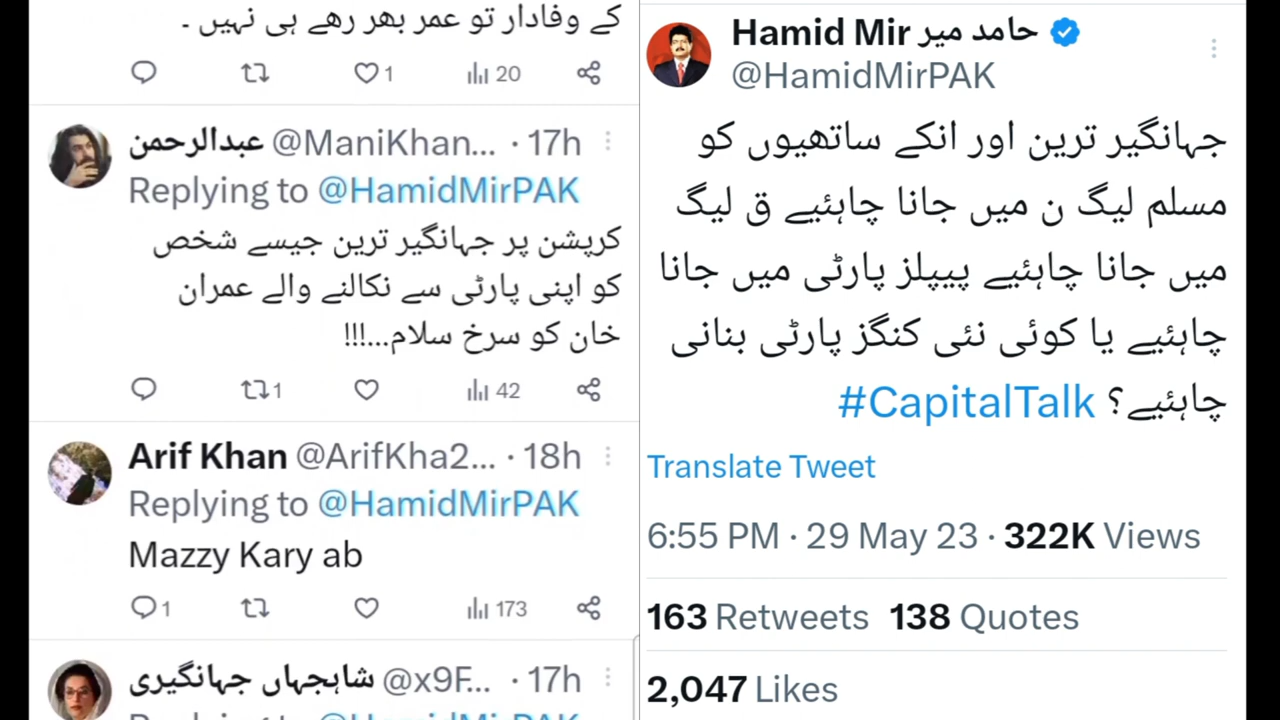 کے وفادار تو عمر بھر رھے ہی نہیں ۔
1 20
عبدالرحمن @ManiKhan... · 17h
Replying to @HamidMirPAK
کرپشن پر جہانگیر ترین جیسے شخص
کو اپنی پارٹی سے نکالنے والے عمران
خان کو سرخ سلام...!!!
1 42
Arif Khan @ArifKha2... · 18h
Replying to @HamidMirPAK
Mazzy Kary ab
1 173
شاہجہاں جہانگیری @x9F... · 17h
Replying to @HamidMirPAK
Hamid Mir حامد میر
@HamidMirPAK
جہانگیر ترین اور انکے ساتھیوں کو
مسلم لیگ ن میں جانا چاہئیے ق لیگ
میں جانا چاہئیے پیپلز پارٹی میں جانا
چاہئیے یا کوئی نئی کنگز پارٹی بنانی
چاہئیے؟ #CapitalTalk
Translate Tweet
6:55 PM · 29 May 23 · 322K Views
163 Retweets 138 Quotes
2,047 Likes